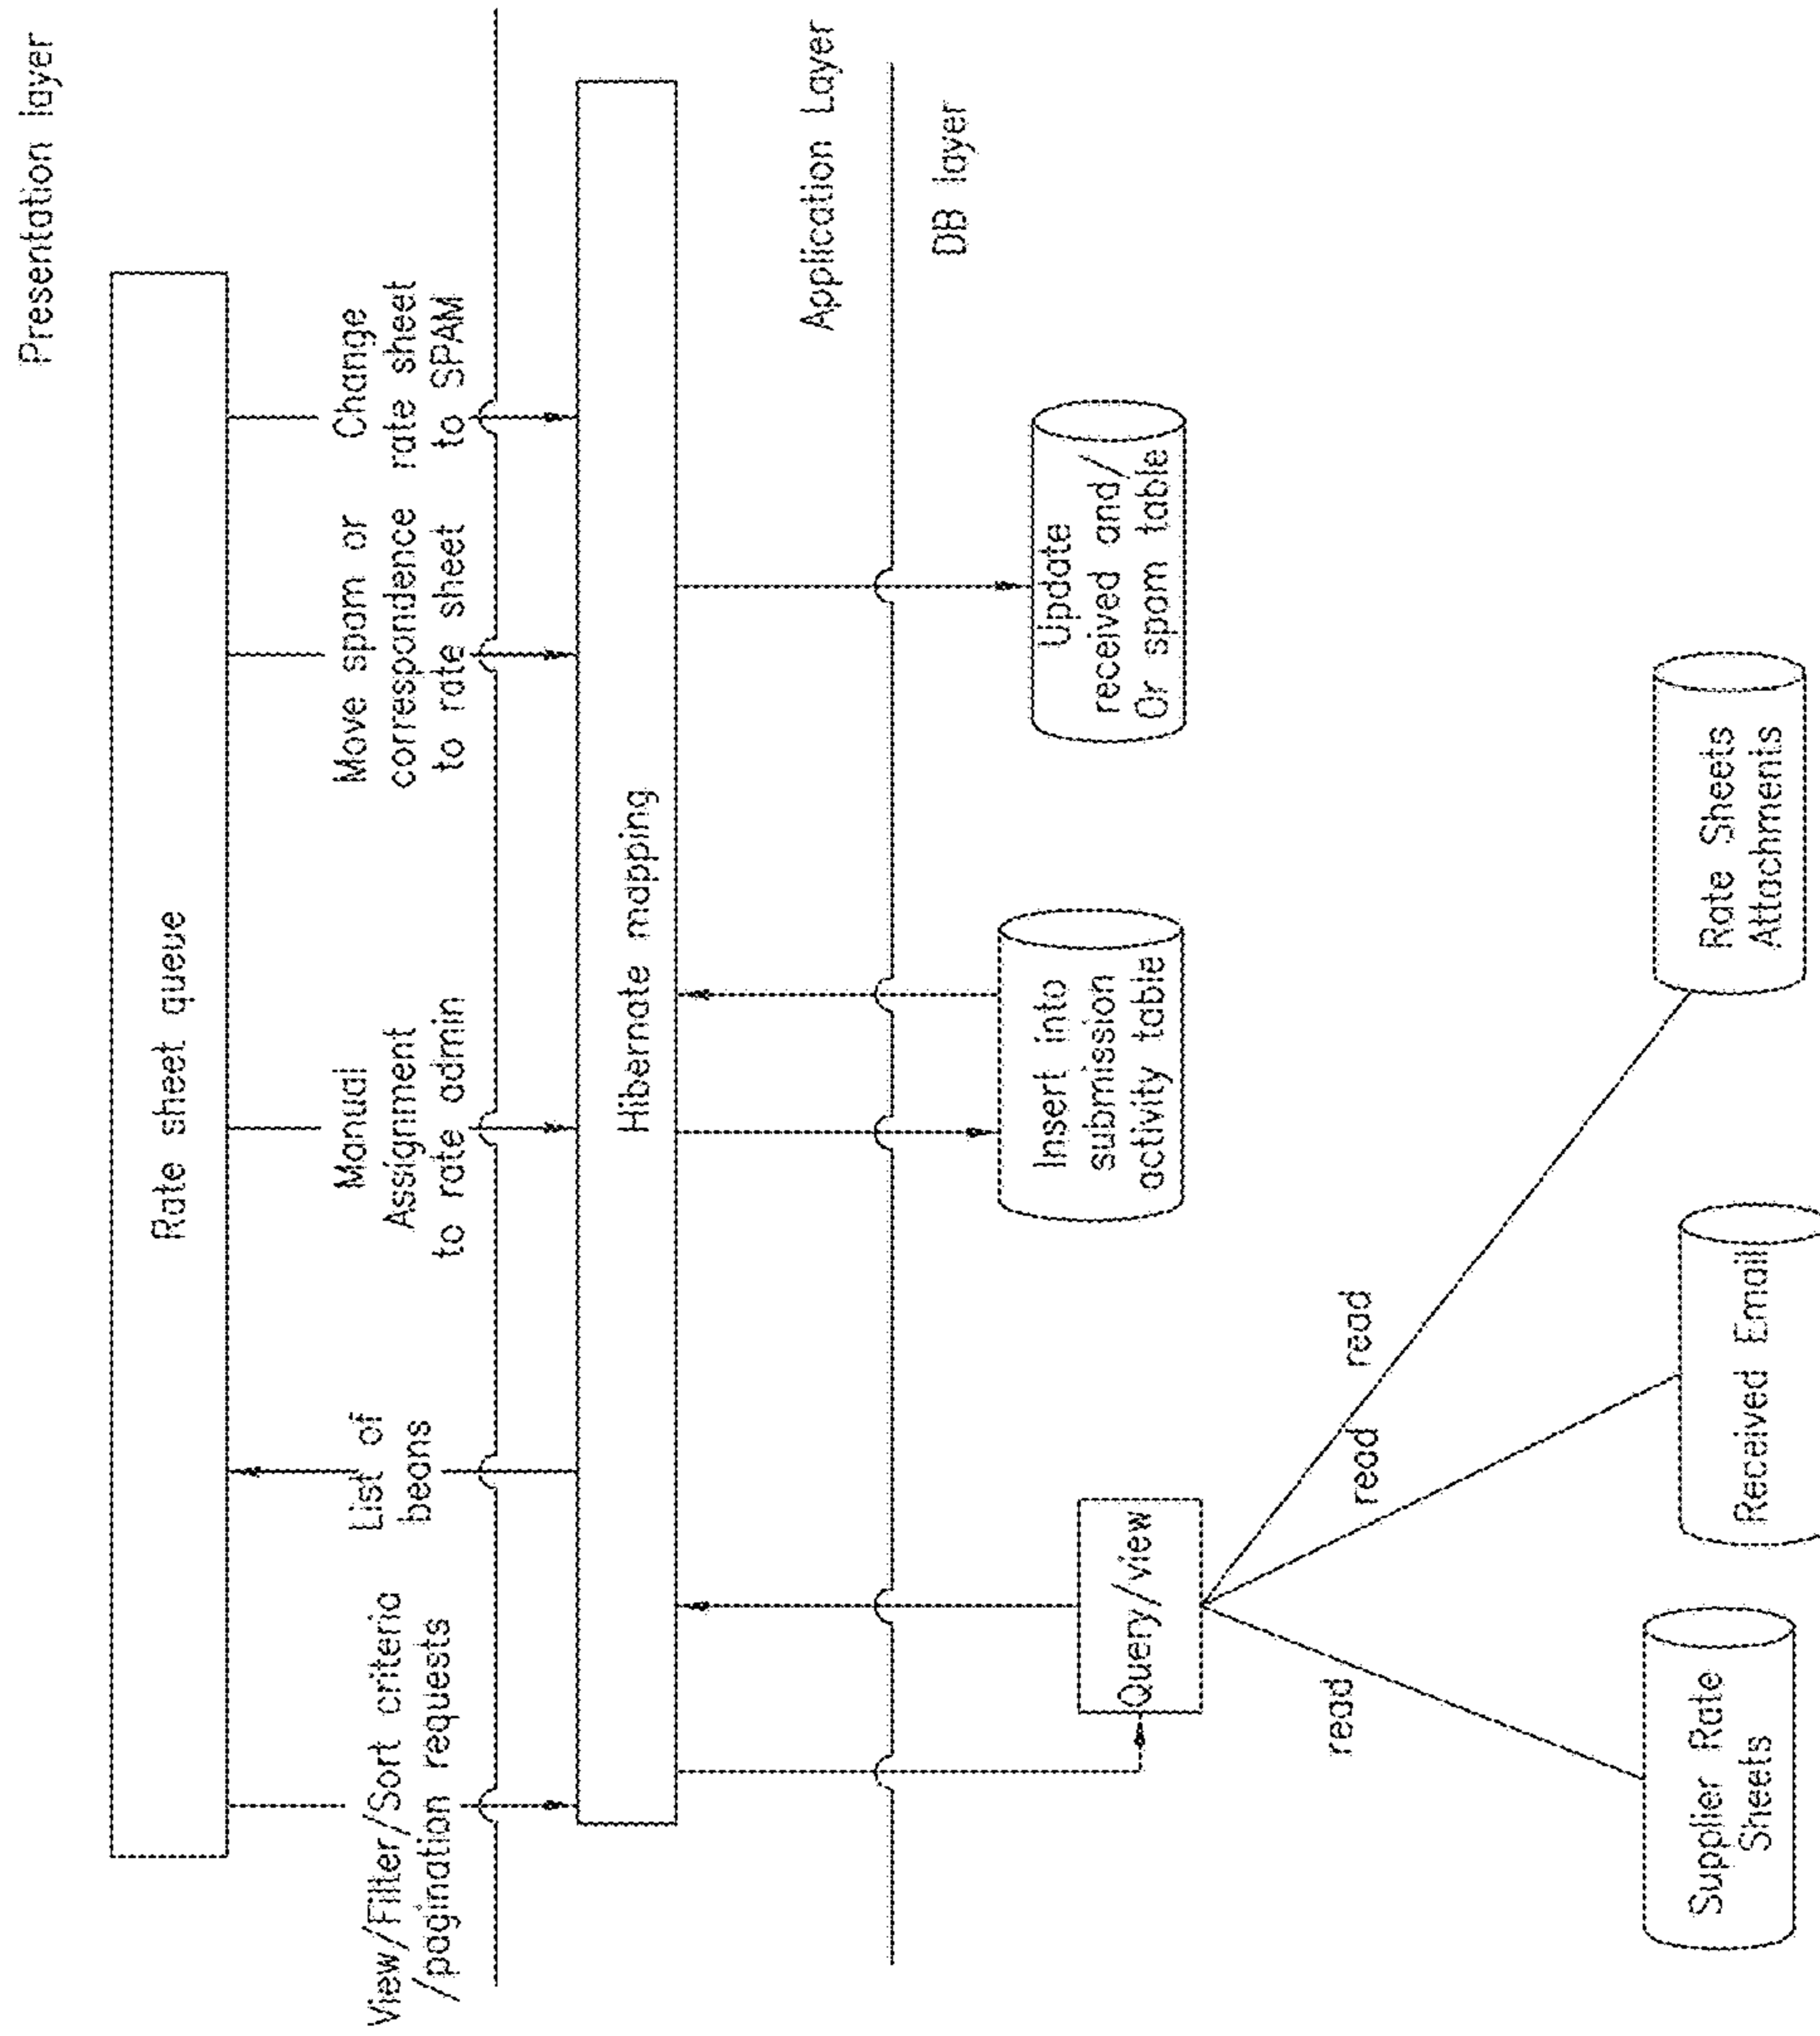 Presentation layer
Rate sheet queue
View/Filter/Sort criteria
/pagination requests
List of
beans
Manual
Assignment
to rate admin
Move spam or
correspondence
to rate sheet
Change
rate sheet
to SPAM
Hibernate mapping
Application Layer
DB layer
Query/view
Insert into
submission
activity table
Update
received and/
Or spam table
read
read
read
Supplier Rate
Sheets
Received Email
Rate Sheets
Attachments